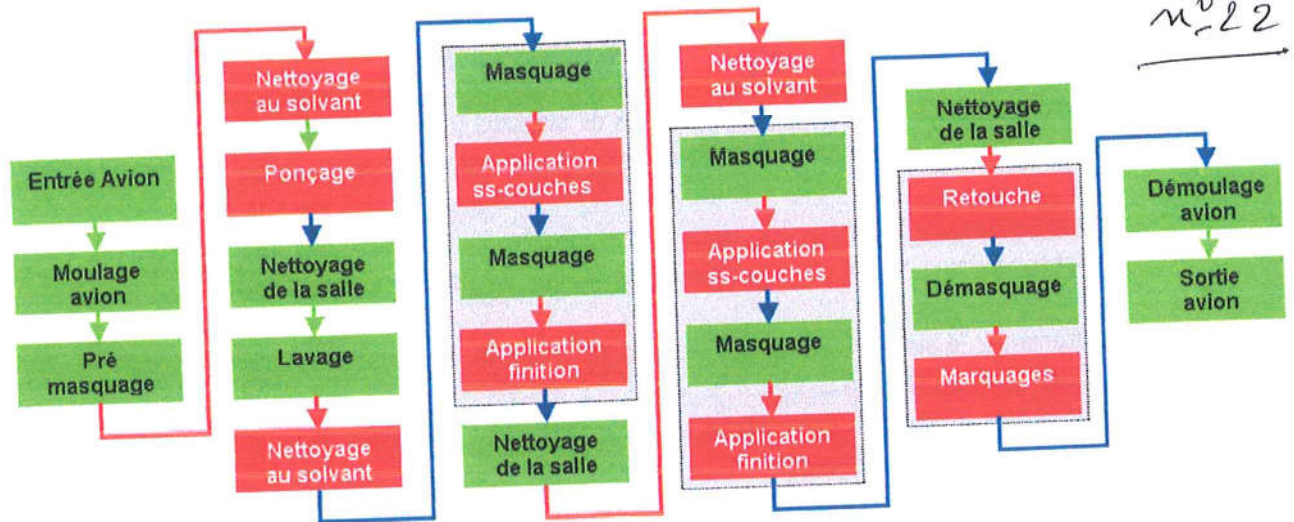 n° 22
Entrée Avion
Moulage
avion
Pré
masquage
Nettoyage
au solvant
Ponçage
Nettoyage
de la salle
Lavage
Nettoyage
au solvant
Masquage
Application
ss-couches
Masquage
Application
finition
Nettoyage
de la salle
Nettoyage
au solvant
Masquage
Application
ss-couches
Masquage
Application
finition
Nettoyage
de la salle
Retouche
Démasquage
Marquages
Démoulage
avion
Sortie
avion